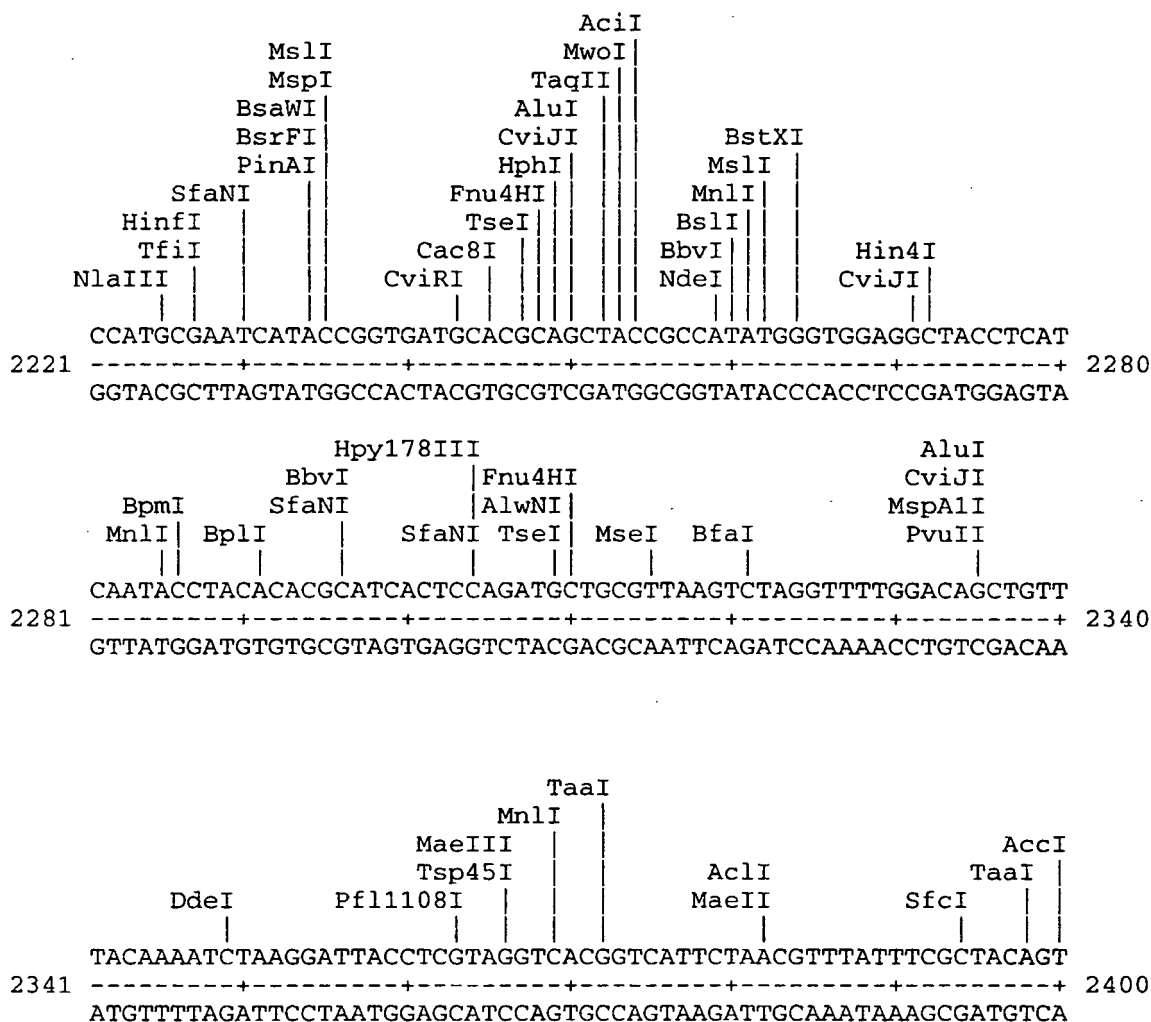 AciI
MslI MwoI
MspI TaqII
BsaWI AluI
BsrFI CviJI BstXI
PinAI HphI MslI
SfaNI Fnu4HI MnlI
HinfI TseI BslI
TfiI Cac8I BbvI Hin4I
NlaIII CviRI NdeI CviJI
CCATGCGAATCATACCGGTGATGCACGCAGCTACCGCCATATGGGTGGAGGCTACCTCAT
2221 ---------+---------+---------+---------+---------+---------+ 2280
GGTACGCTTAGTATGGCCACTACGTGCGTCGATGGCGGTATACCCACCTCCGATGGAGTA
Hpy178III AluI
BbvI Fnu4HI CviJI
BpmI SfaNI AlwNI MspA1I
MnlI BplI SfaNI TseI MseI BfaI PvuII
CAATACCTACACACGCATCACTCCAGATGCTGCGTTAAGTCTAGGTTTTGGACAGCTGTT
2281 ---------+---------+---------+---------+---------+---------+ 2340
GTTATGGATGTGTGCGTAGTGAGGTCTACGACGCAATTCAGATCCAAAACCTGTCGACAA
TaaI
MnlI
MaeIII AccI
Tsp45I AclI TaaI
DdeI Pfl1108I MaeII SfcI
TACAAAATCTAAGGATTACCTCGTAGGTCACGGTCATTCTAACGTTTATTTCGCTACAGT
2341 ---------+---------+---------+---------+---------+---------+ 2400
ATGTTTTAGATTCCTAATGGAGCATCCAGTGCCAGTAAGATTGCAAATAAAGCGATGTCA